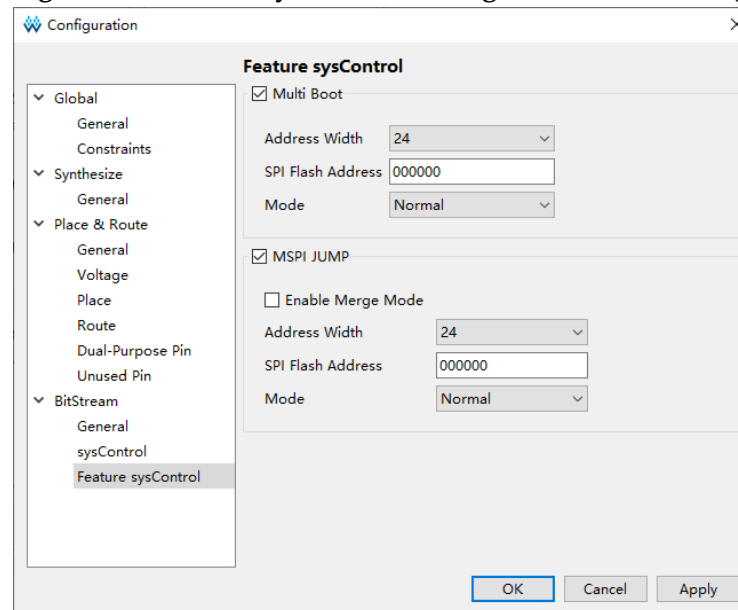 Configuration
Feature sysControl
Global
General
Constraints
Synthesize
General
Place & Route
General
Voltage
Place
Route
Dual-Purpose Pin
Unused Pin
BitStream
General
sysControl
Feature sysControl
Multi Boot
Address Width 24
SPI Flash Address 000000
Mode Normal
MSPI JUMP
Enable Merge Mode
Address Width 24
SPI Flash Address 000000
Mode Normal
OK Cancel Apply